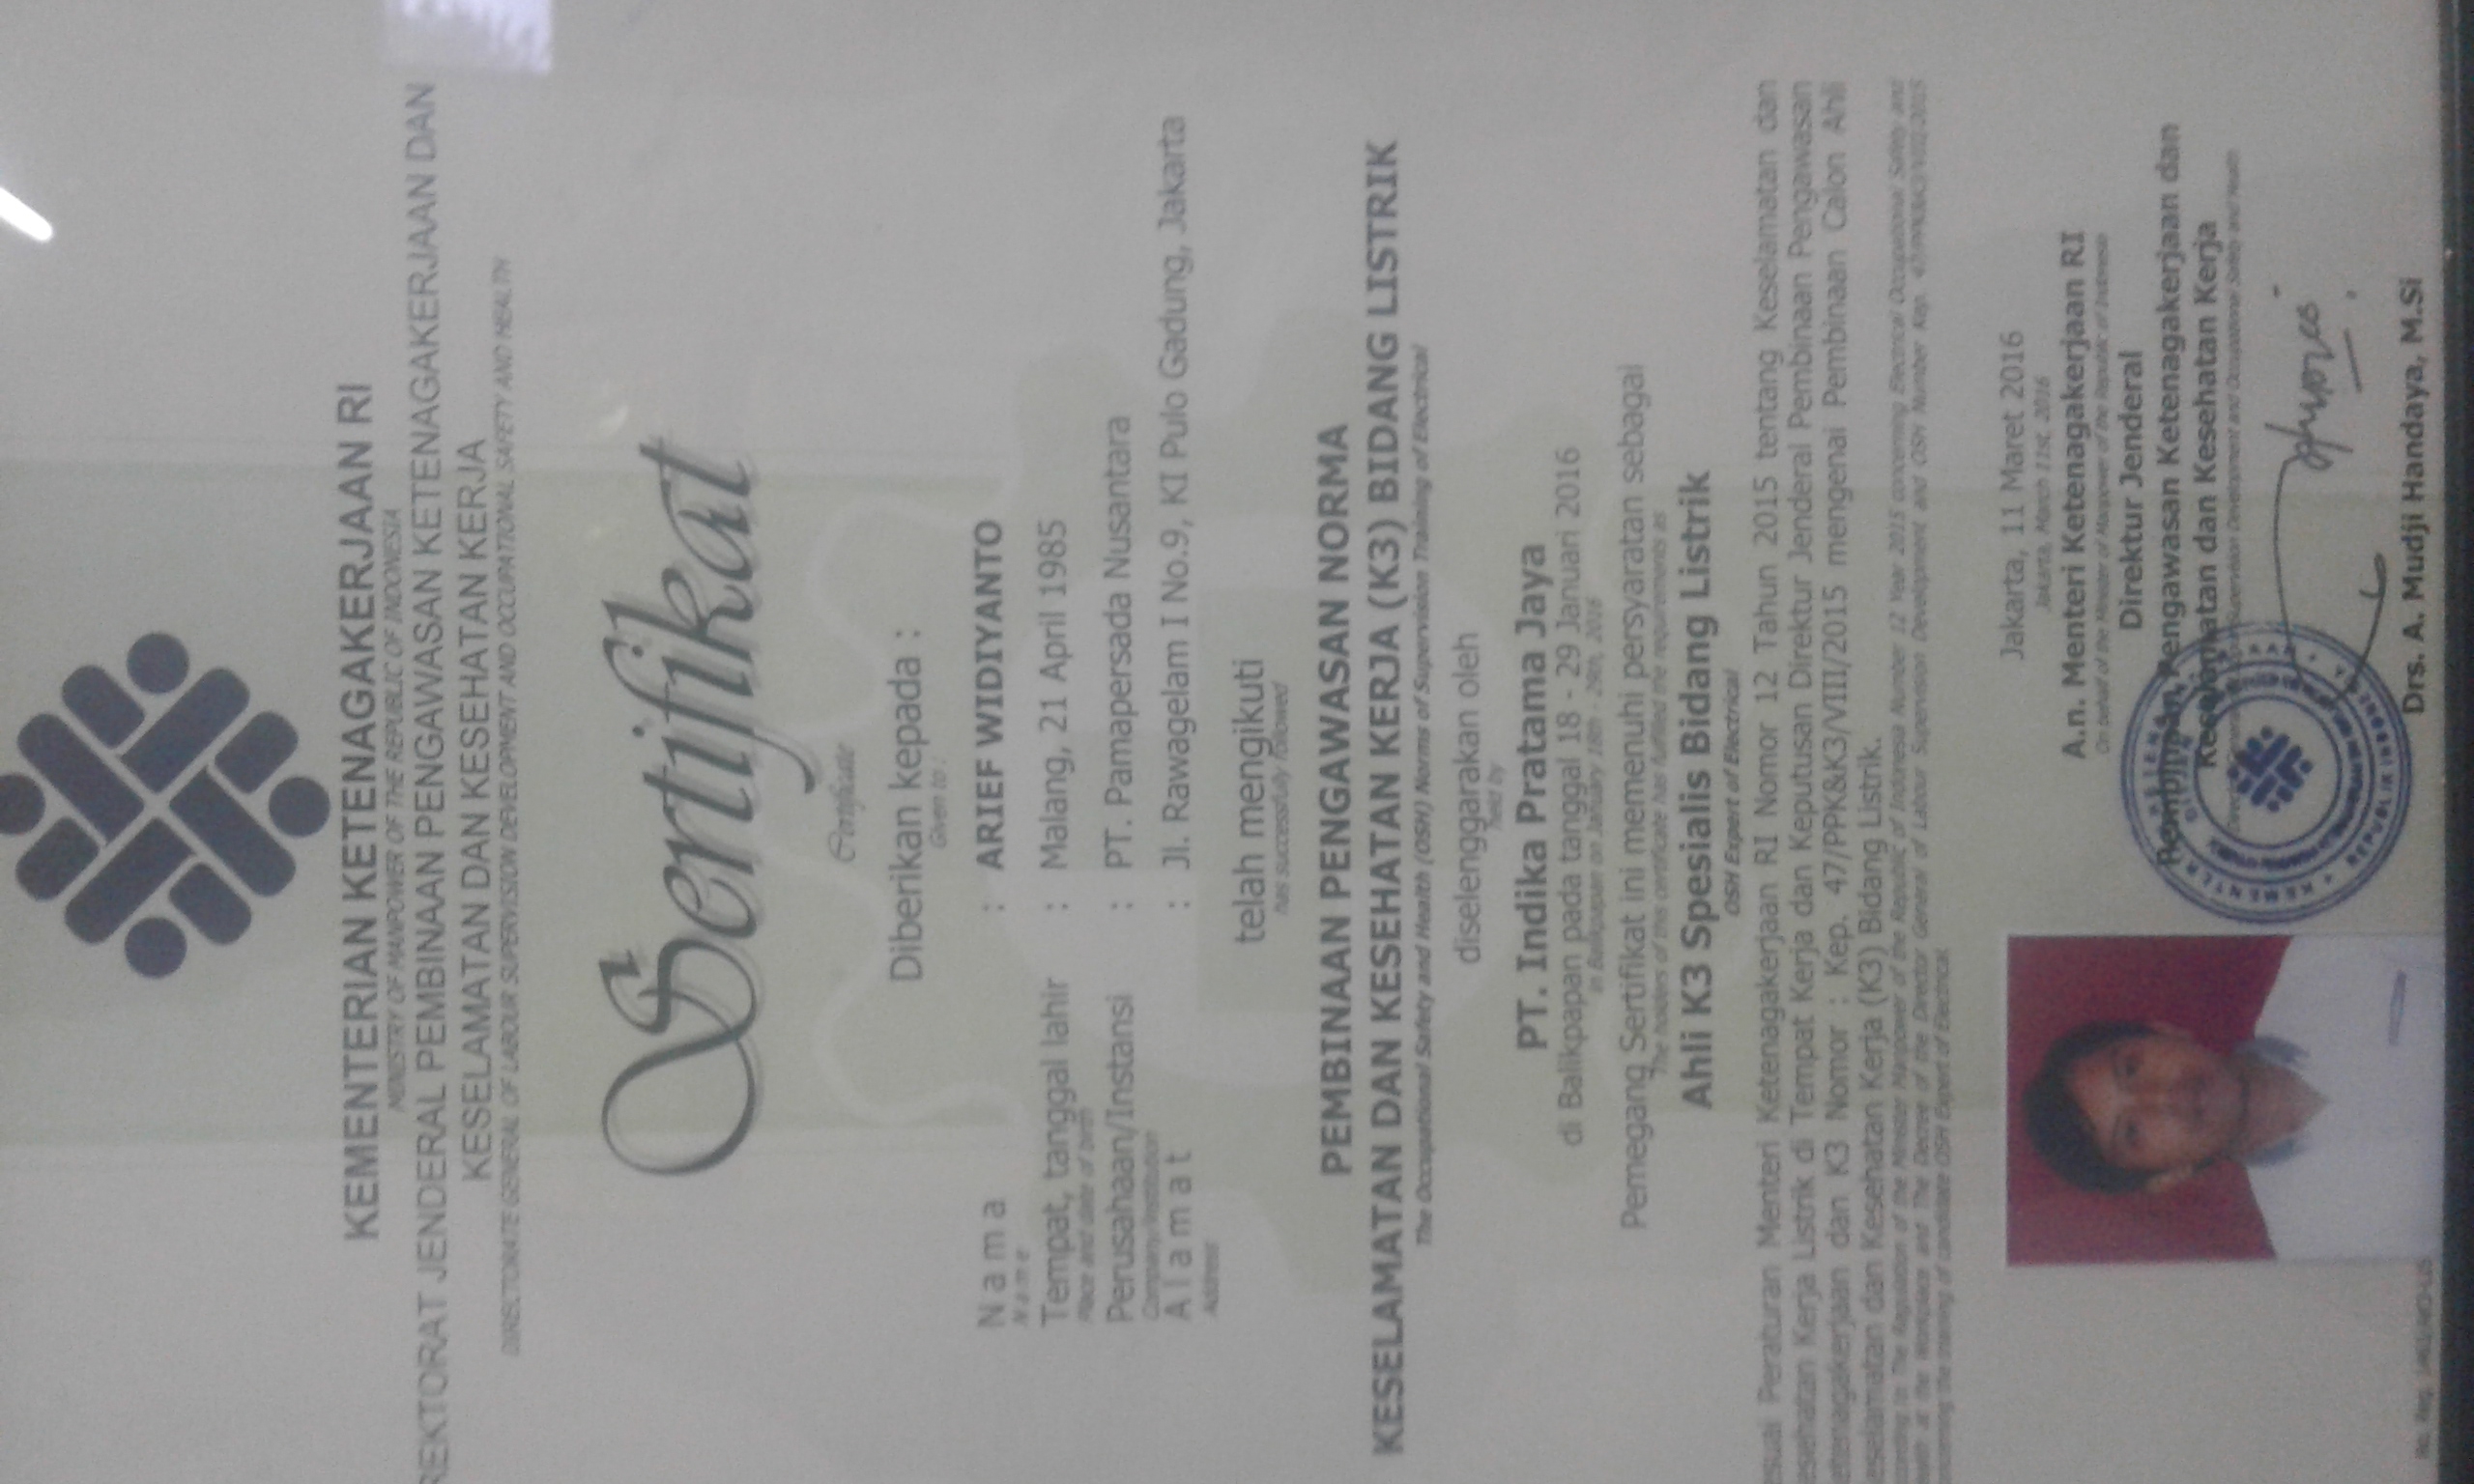 KEMENTERIAN KETENAGAKERJAAN RI
MINISTRY OF MANPOWER OF THE REPUBLIC OF INDONESIA
REKTORAT JENDERAL PEMBINAAN PENGAWASAN KETENAGAKERJAAN DAN
KESELAMATAN DAN KESEHATAN KERJA
DIRECTORATE GENERAL OF LABOUR SUPERVISION DEVELOPMENT AND OCCUPATIONAL SAFETY AND HEALTH
Sertifikat
Certificate
Diberikan kepada :
Given to :
Nama : ARIEF WIDIYANTO
Name
Tempat, tanggal lahir : Malang, 21 April 1985
Place and date of birth
Perusahaan/Instansi : PT. Pamapersada Nusantara
Company/Institution
Alamat : Jl. Rawagelam I No.9, KI Pulo Gadung, Jakarta
Address
telah mengikuti
has successfully followed
PEMBINAAN PENGAWASAN NORMA
KESELAMATAN DAN KESEHATAN KERJA (K3) BIDANG LISTRIK
The Occupational Safety and Health (OSH) Norms of Supervision Training of Electrical
diselenggarakan oleh
held by
PT. Indika Pratama Jaya
di Balikpapan pada tanggal 18 - 29 Januari 2016
in Balikpapan on January 18th - 29th, 2016
Pemegang Sertifikat ini memenuhi persyaratan sebagai
The holders of this certificate has fulfilled the requirements as
Ahli K3 Spesialis Bidang Listrik
OSH Expert of Electrical
esuai Peraturan Menteri Ketenagakerjaan RI Nomor 12 Tahun 2015 tentang Keselamatan dan
esehatan Kerja Listrik di Tempat Kerja dan Keputusan Direktur Jenderal Pembinaan Pengawasan
etenagakerjaan dan K3 Nomor : Kep. 47/PPK&K3/VIII/2015 mengenai Pembinaan Calon Ahli
eselamatan dan Kesehatan Kerja (K3) Bidang Listrik.
cording to The Regulation of the Minister Manpower of the Republic of Indonesia Number 12 Year 2015 concerning Electrical Occupational Safety and
ealth at the Workplace and The Decree of the Director General of Labour Supervision Development and OSH Number Kep. 47/PPK&K3/VIII/2015
oncerning the training of candidate OSH Expert of Electrical.
Jakarta, 11 Maret 2016
Jakarta, March 11st, 2016
A.n. Menteri Ketenagakerjaan RI
On behalf of the Minister of Manpower of the Republic of Indonesia
Direktur Jenderal
Pembinaan Pengawasan Ketenagakerjaan dan
Keselamatan dan Kesehatan Kerja
Director General of Labour Supervision Development and Occupational Safety and Health
KEMENTERIAN KETENAGAKERJAAN
REPUBLIK INDONESIA
Drs. A. Mudji Handaya, M.Si
No. Reg.